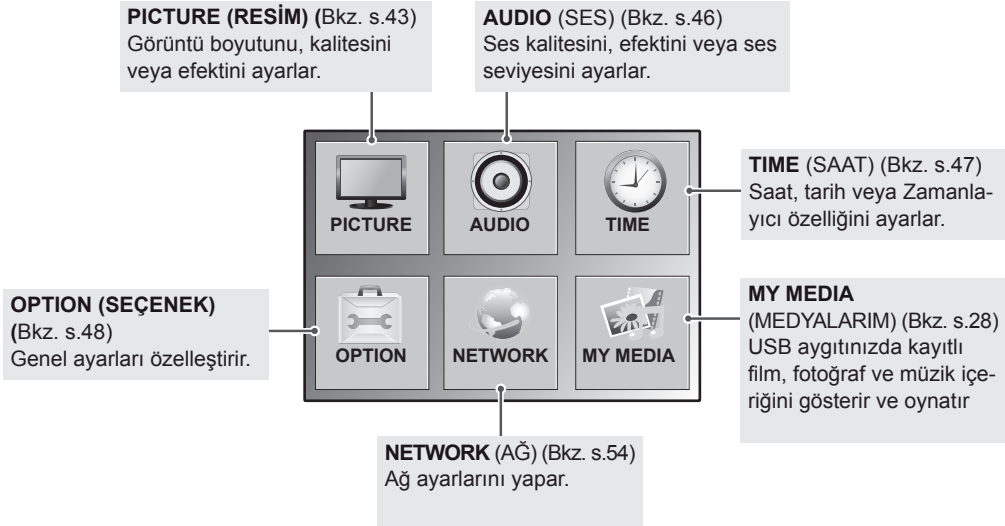 PICTURE (RESİM) (Bkz. s.43)
Görüntü boyutunu, kalitesini
veya efektini ayarlar.
AUDIO (SES) (Bkz. s.46)
Ses kalitesini, efektini veya ses
seviyesini ayarlar.
PICTURE
AUDIO
TIME
TIME (SAAT) (Bkz. s.47)
Saat, tarih veya Zamanla-
yıcı özelliğini ayarlar.
OPTION (SEÇENEK)
(Bkz. s.48)
Genel ayarları özelleştirir.
OPTION
NETWORK
MY MEDIA
MY MEDIA
(MEDYALARIM) (Bkz. s.28)
USB aygıtınızda kayıtlı
film, fotoğraf ve müzik içe-
riğini gösterir ve oynatır
NETWORK (AĞ) (Bkz. s.54)
Ağ ayarlarını yapar.